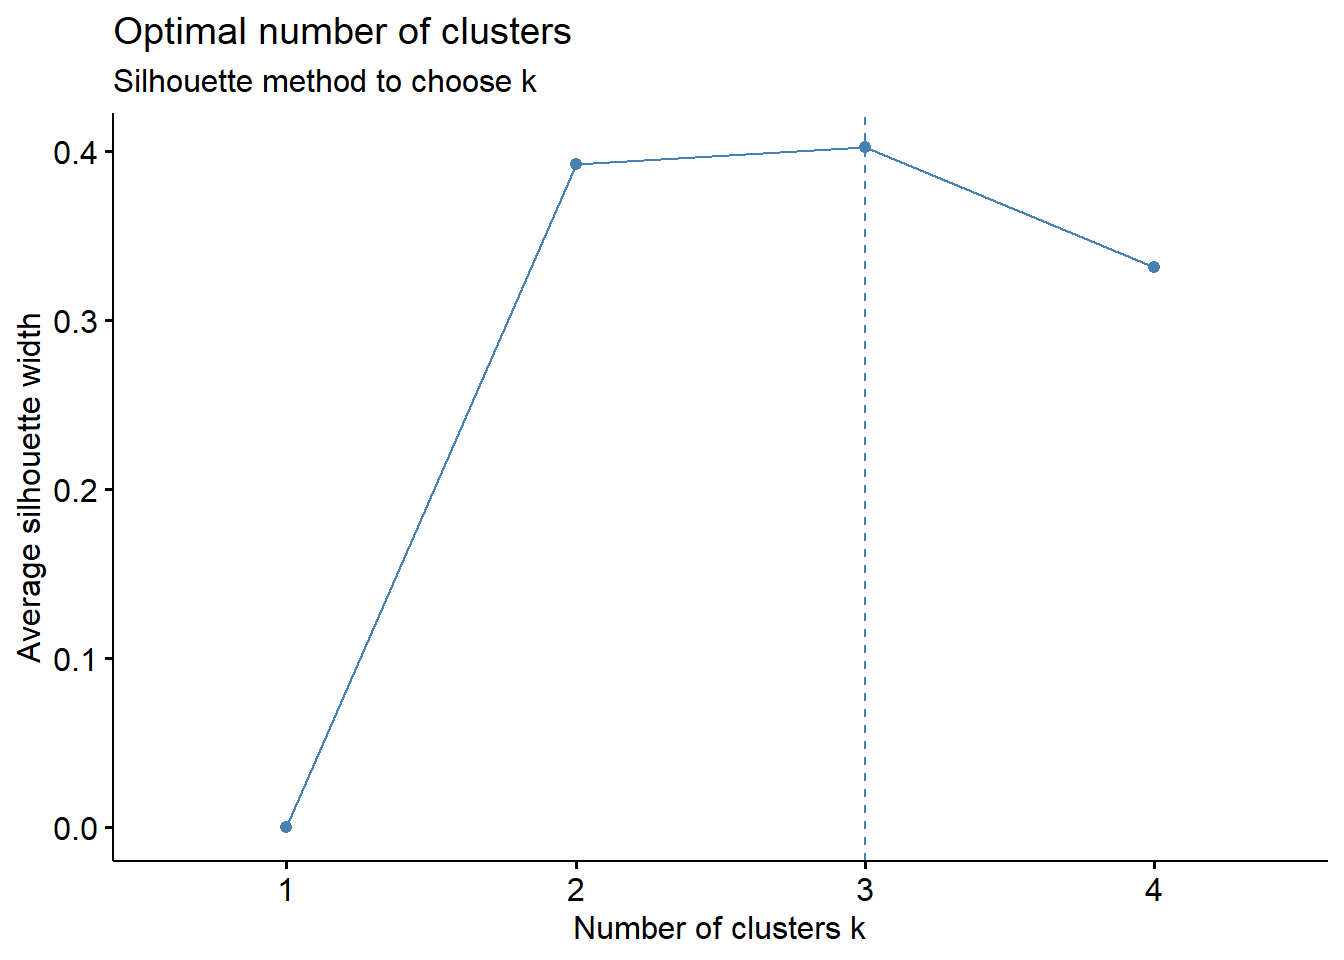 Optimal number of clusters
Silhouette method to choose k
Average silhouette width
0.4
0.3
0.2
0.1
0.0
1 2 3 4
Number of clusters k